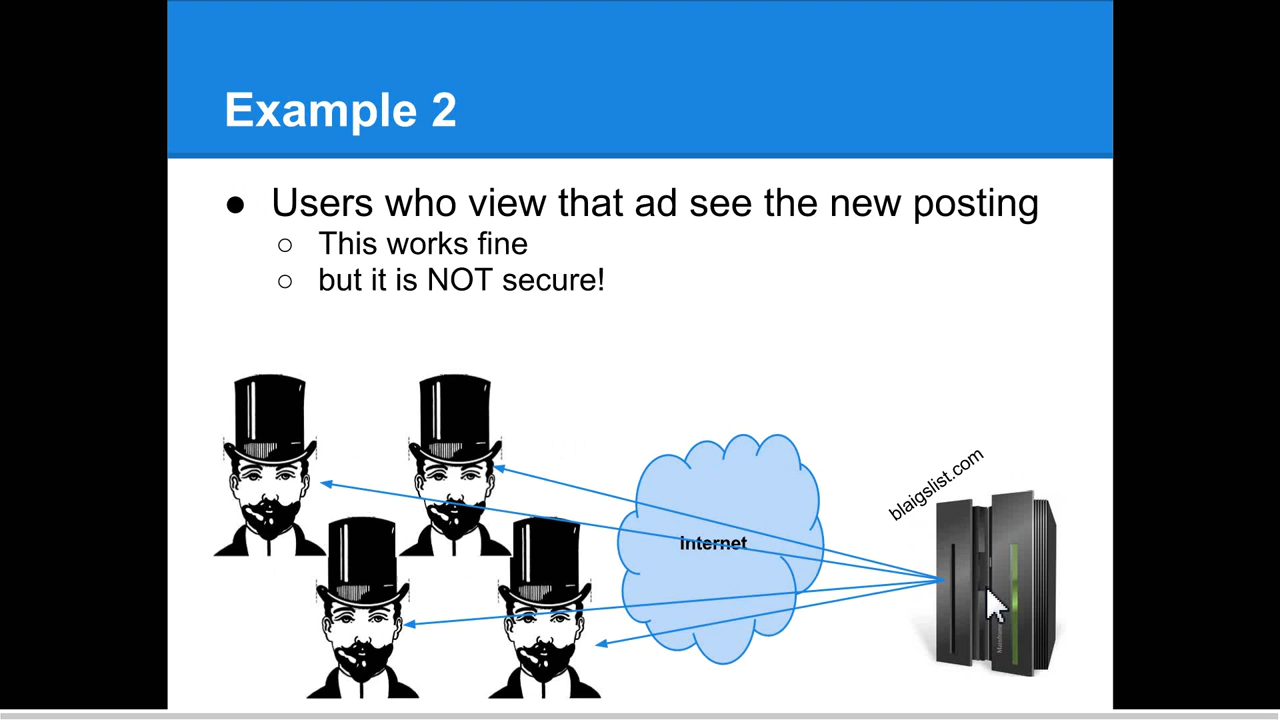 Example 2
● Users who view that ad see the new posting
○ This works fine
○ but it is NOT secure!
blaigslist.com
Internet